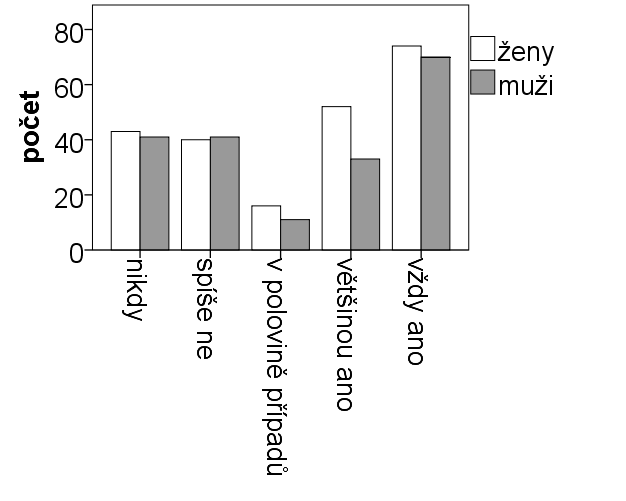 80
60
40
20
0
počet
ženy
muži
nikdy
spíše ne
v polovině případů
většinou ano
vždy ano